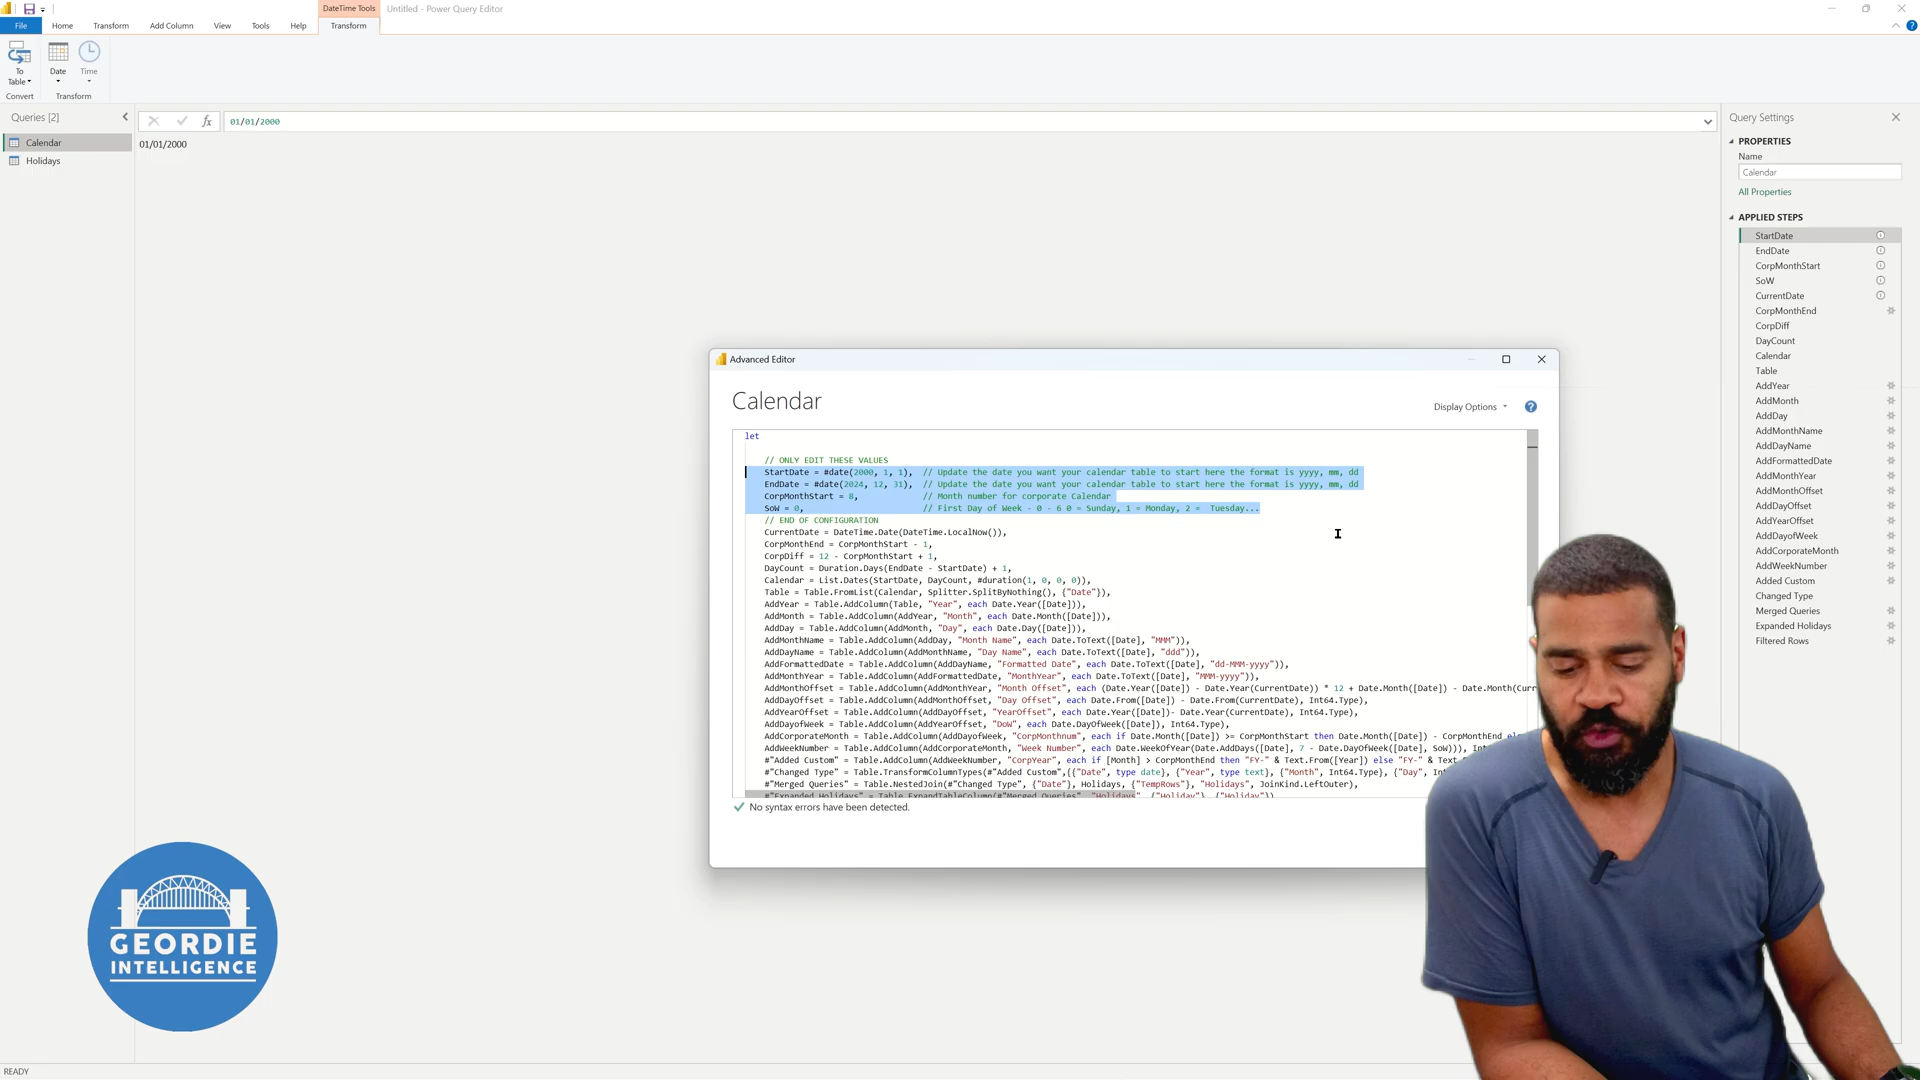 DateTime Tools
Untitled - Power Query Editor
File
Home
Transform
Add Column
View
Tools
Help
Transform
To
Table
Date
Time
Convert
Transform
Queries [2]
fx
01/01/2000
Query Settings
Calendar
Holidays
01/01/2000
PROPERTIES
Name
Calendar
All Properties
APPLIED STEPS
StartDate
EndDate
CorpMonthStart
SoW
CurrentDate
CorpMonthEnd
CorpDiff
DayCount
Calendar
Table
AddYear
AddMonth
AddDay
AddMonthName
AddDayName
AddFormattedDate
AddMonthYear
AddMonthOffset
AddDayOffset
AddYearOffset
AddDayofWeek
AddCorporateMonth
AddWeekNumber
Added Custom
Changed Type
Merged Queries
Expanded Holidays
Filtered Rows
Advanced Editor
Calendar
Display Options
let
// ONLY EDIT THESE VALUES
StartDate = #date(2000, 1, 1), // Update the date you want your calendar table to start here the format is yyyy, mm, dd
EndDate = #date(2024, 12, 31), // Update the date you want your calendar table to start here the format is yyyy, mm, dd
CorpMonthStart = 8, // Month number for corporate Calendar
SoW = 0, // First Day of Week - 0 - 6 0 = Sunday, 1 = Monday, 2 = Tuesday...
// END OF CONFIGURATION
CurrentDate = DateTime.Date(DateTime.LocalNow()),
CorpMonthEnd = CorpMonthStart - 1,
CorpDiff = 12 - CorpMonthStart + 1,
DayCount = Duration.Days(EndDate - StartDate) + 1,
Calendar = List.Dates(StartDate, DayCount, #duration(1, 0, 0, 0)),
Table = Table.FromList(Calendar, Splitter.SplitByNothing(), {"Date"}),
AddYear = Table.AddColumn(Table, "Year", each Date.Year([Date])),
AddMonth = Table.AddColumn(AddYear, "Month", each Date.Month([Date])),
AddDay = Table.AddColumn(AddMonth, "Day", each Date.Day([Date])),
AddMonthName = Table.AddColumn(AddDay, "Month Name", each Date.ToText([Date], "MMM")),
AddDayName = Table.AddColumn(AddMonthName, "Day Name", each Date.ToText([Date], "ddd")),
AddFormattedDate = Table.AddColumn(AddDayName, "Formatted Date", each Date.ToText([Date], "dd-MMM-yyyy")),
AddMonthYear = Table.AddColumn(AddFormattedDate, "MonthYear", each Date.ToText([Date], "MMM-yyyy")),
AddMonthOffset = Table.AddColumn(AddMonthYear, "Month Offset", each (Date.Year([Date]) - Date.Year(CurrentDate)) * 12 + Date.Month([Date]) - Date.Month(Curr
AddDayOffset = Table.AddColumn(AddMonthOffset, "Day Offset", each Date.From([Date]) - Date.From(CurrentDate), Int64.Type),
AddYearOffset = Table.AddColumn(AddDayOffset, "YearOffset", each Date.Year([Date])- Date.Year(CurrentDate), Int64.Type),
AddDayofWeek = Table.AddColumn(AddYearOffset, "DoW", each Date.DayOfWeek([Date]), Int64.Type),
AddCorporateMonth = Table.AddColumn(AddDayofWeek, "CorpMonthnum", each if Date.Month([Date]) >= CorpMonthStart then Date.Month([Date]) - CorpMonthEnd
AddWeekNumber = Table.AddColumn(AddCorporateMonth, "Week Number", each Date.WeekOfYear(Date.AddDays([Date], 7 - Date.DayOfWeek([Date], SoW))),
#"Added Custom" = Table.AddColumn(AddWeekNumber, "CorpYear", each if [Month] > CorpMonthEnd then "FY-" & Text.From([Year]) else "FY-" &
#"Changed Type" = Table.TransformColumnTypes(#"Added Custom",{{"Date", type date}, {"Year", type text}, {"Month", Int64.Type}, {"Day",
#"Merged Queries" = Table.NestedJoin(#"Changed Type", {"Date"}, Holidays, {"TempRows"}, "Holidays", JoinKind.LeftOuter),
#"Expanded Holidays" = Table.ExpandTableColumn(#"Merged Queries", "Holidays", {"Holiday"}, {"Holiday"}),
No syntax errors have been detected.
GEORDIE
INTELLIGENCE
READY